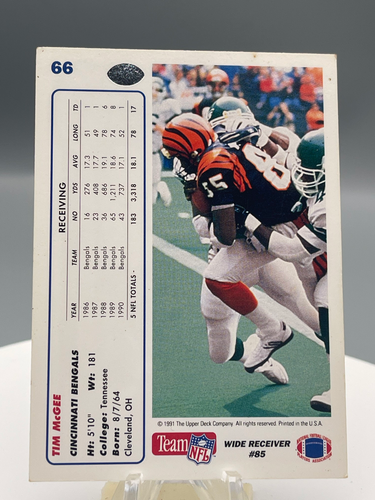 66
TIM McGEE
CINCINNATI BENGALS
Ht: 5'10" Wt: 181
College: Tennessee
Born: 8/7/64
Cleveland, OH
RECEIVING
YEAR TEAM NO YDS AVG LONG TD
1986 Bengals 16 276 17.3 51 1
1987 Bengals 23 408 17.7 49 1
1988 Bengals 36 686 19.1 78 6
1989 Bengals 65 1,211 18.6 74 8
1990 Bengals 43 737 17.1 52 1
5 NFL TOTALS - 183 3,318 18.1 78 17
85
© 1991 The Upper Deck Company. All rights reserved. Printed in the U.S.A.
Team NFL
WIDE RECEIVER
#85